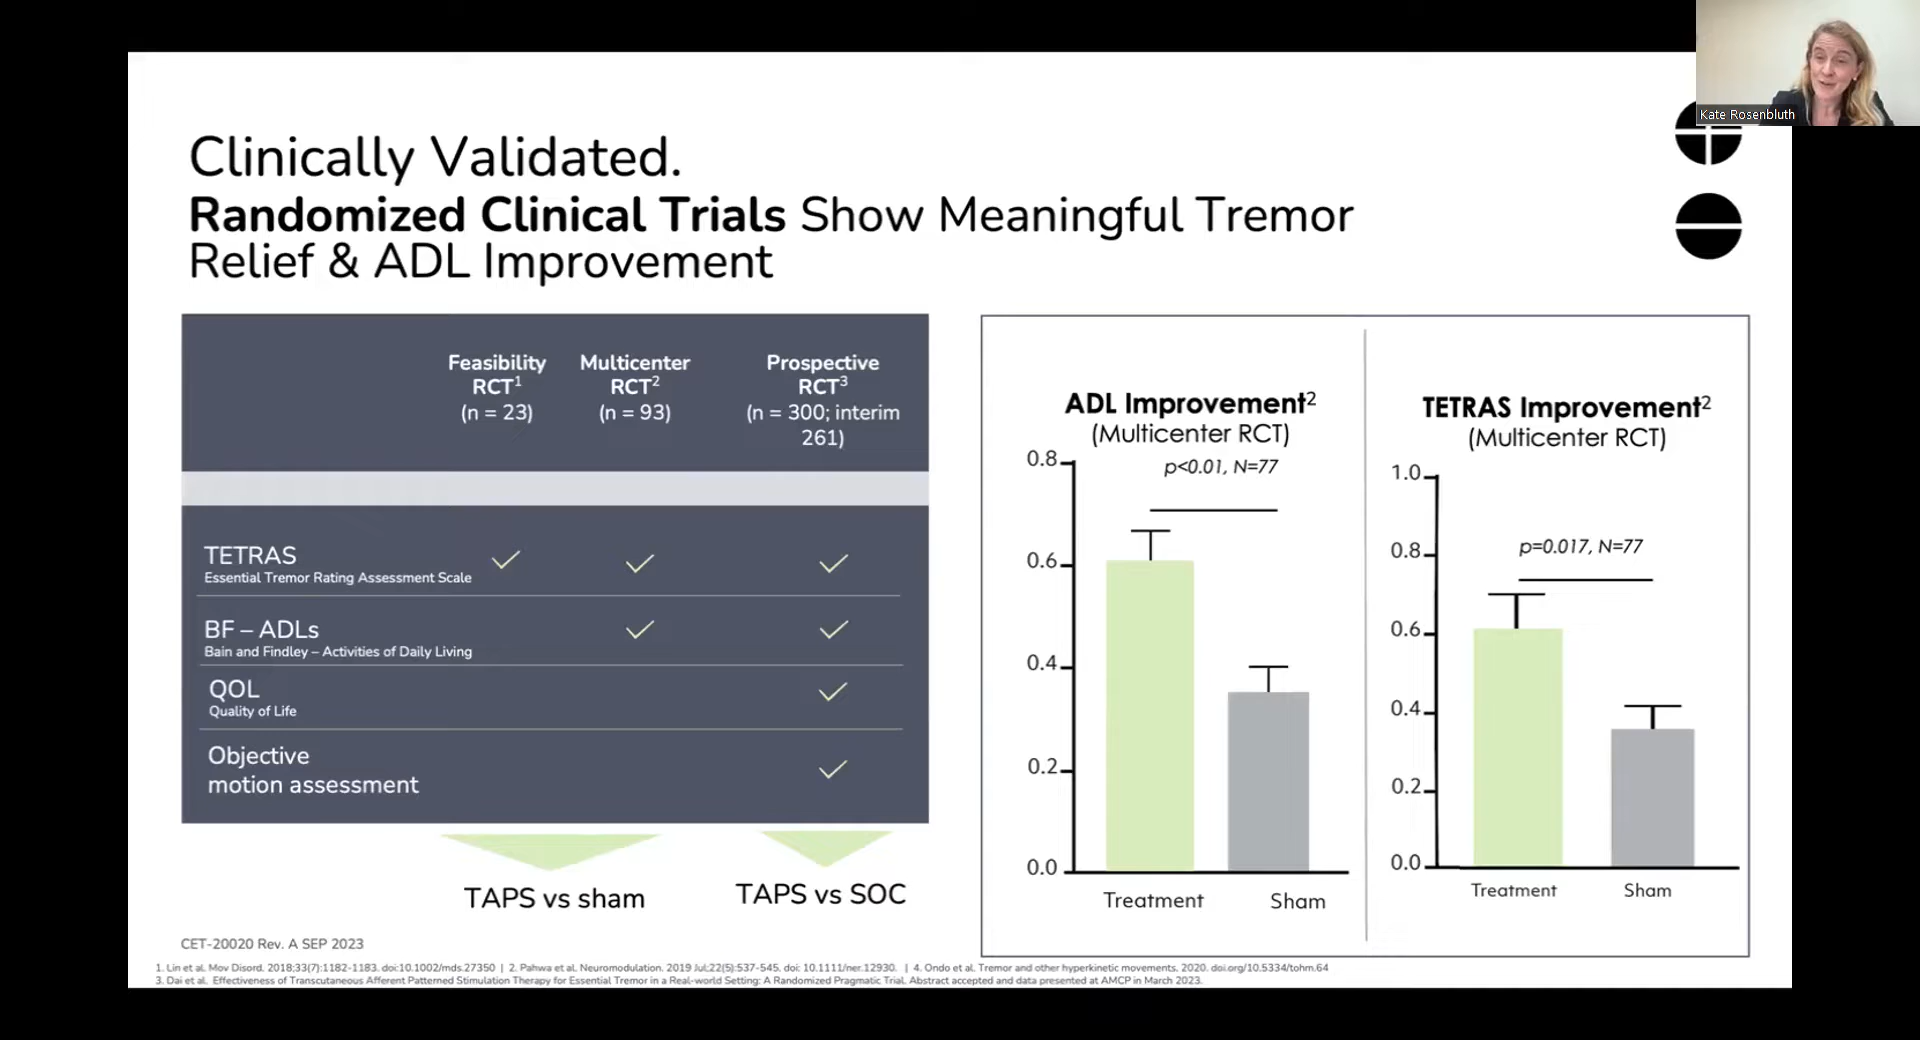 Kate Rosenbluth
Clinically Validated.
Randomized Clinical Trials Show Meaningful Tremor
Relief & ADL Improvement
Feasibility
RCT1
(n = 23)
Multicenter
RCT2
(n = 93)
Prospective
RCT3
(n = 300; interim
261)
TETRAS
Essential Tremor Rating Assessment Scale
BF – ADLs
Bain and Findley – Activities of Daily Living
QOL
Quality of Life
Objective
motion assessment
TAPS vs sham
TAPS vs SOC
ADL Improvement2
(Multicenter RCT)
p<0.01, N=77
0.8
0.6
0.4
0.2
0.0
Treatment
Sham
TETRAS Improvement2
(Multicenter RCT)
p=0.017, N=77
1.0
0.8
0.6
0.4
0.2
0.0
Treatment
Sham
CET-20020 Rev. A SEP 2023
1. Lin et al. Mov Disord. 2018;33(7):1182-1183. doi:10.1002/mds.27350 | 2. Pahwa et al. Neuromodulation. 2019 Jul;22(5):537-545. doi: 10.1111/ner.12930. | 4. Ondo et al. Tremor and other hyperkinetic movements, 2020. doi.org/10.5334/tohm.64
3. Dai et al. Effectiveness of Transcutaneous Afferent Patterned Stimulation Therapy for Essential Tremor in a Real-world Setting: A Randomized Pragmatic Trial. Abstract accepted and data presented at AMCP in March 2023.